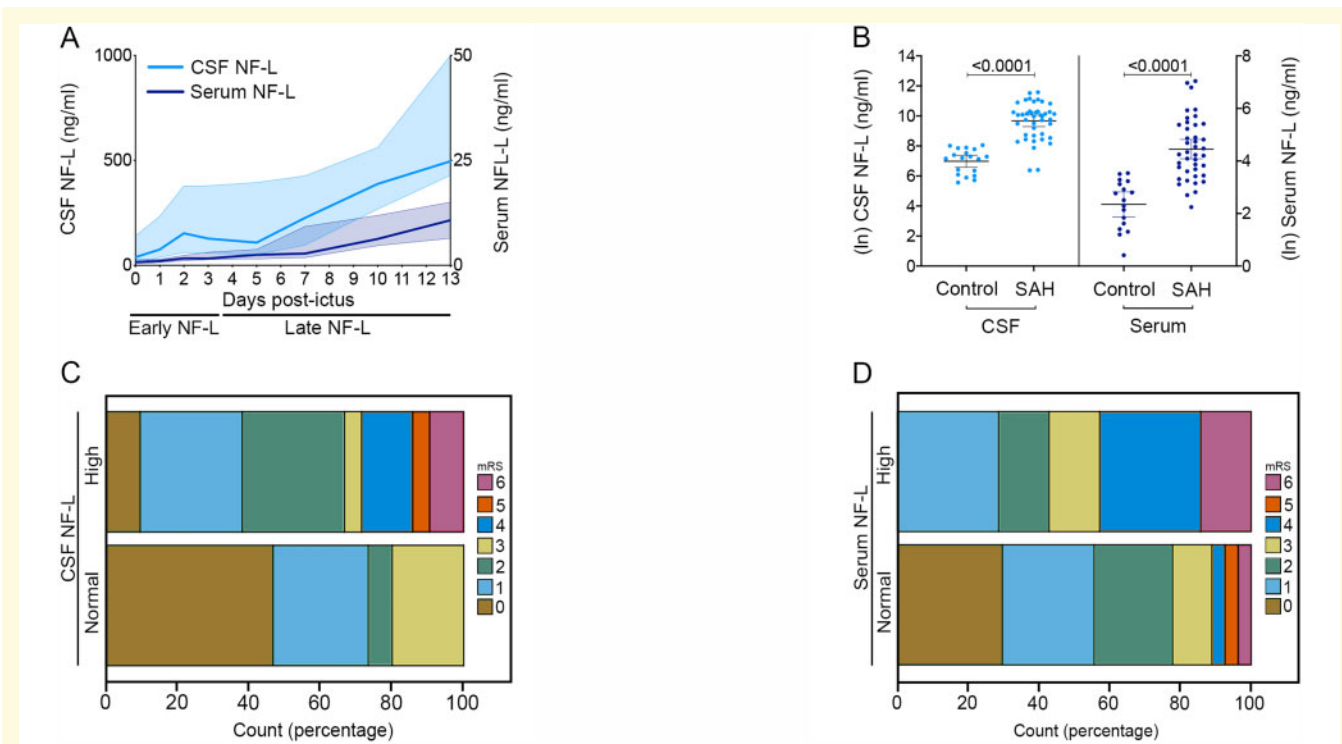 A
CSF NF-L (ng/ml)
1000
500
0
CSF NF-L
Serum NF-L
50
25
0
Serum NFL-L (ng/ml)
0 1 2 3 4 5 6 7 8 9 10 11 12 13
Days post-ictus
Early NF-L
Late NF-L
B
(ln) CSF NF-L (ng/ml)
14
12
10
8
6
4
2
0
<0.0001
<0.0001
8
6
4
2
0
(ln) Serum NF-L (ng/ml)
Control SAH Control SAH
CSF Serum
C
CSF NF-L
High
Normal
mRS
6
5
4
3
2
1
0
0 20 40 60 80 100
Count (percentage)
D
Serum NF-L
High
Normal
mRS
6
5
4
3
2
1
0
0 20 40 60 80 100
Count (percentage)